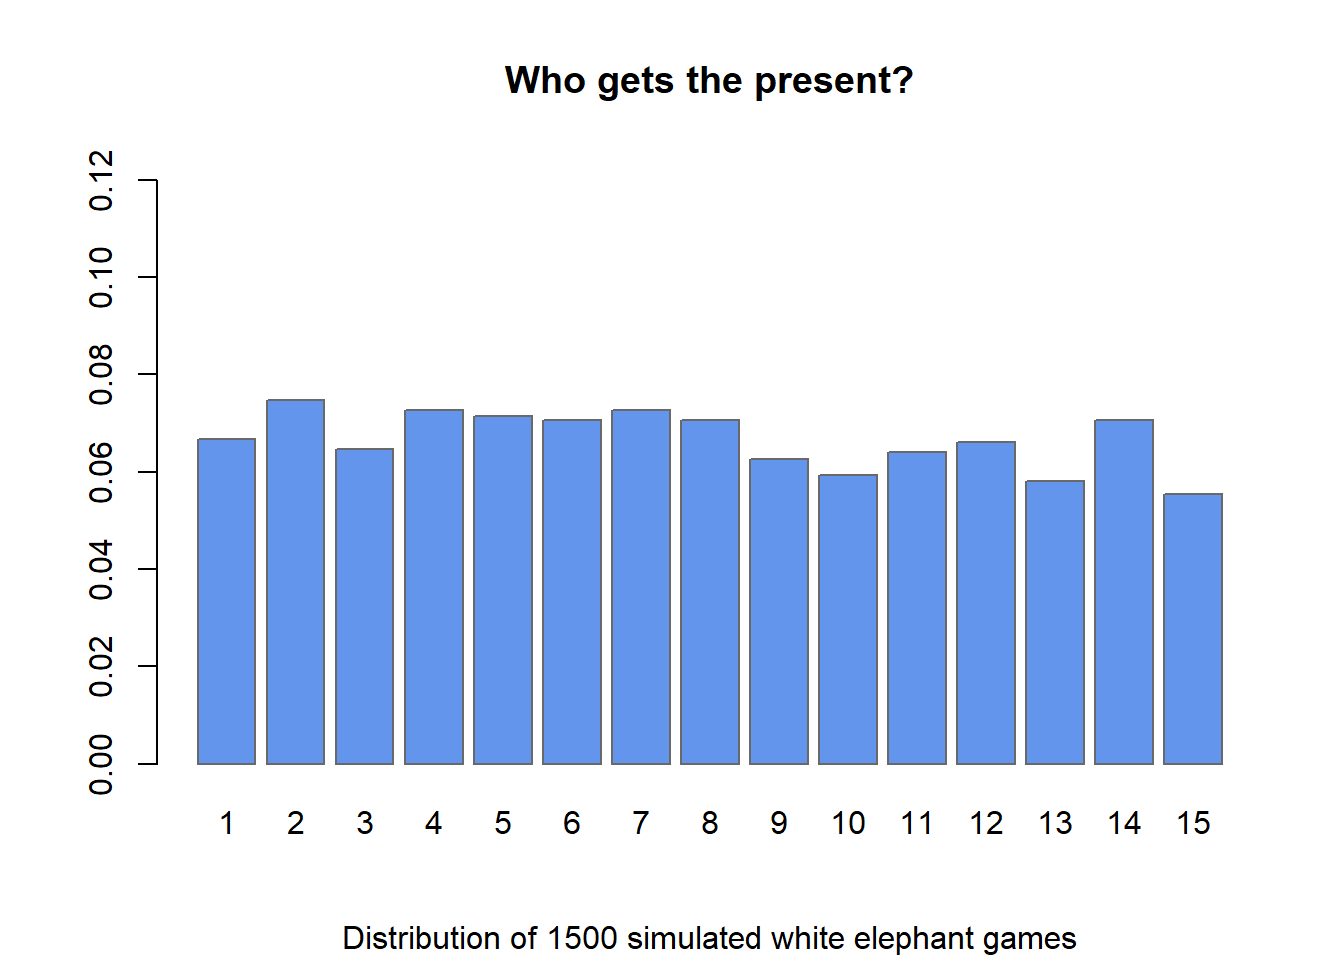 Who gets the present?
0.12
0.10
0.08
0.06
0.04
0.02
0.00
1 2 3 4 5 6 7 8 9 10 11 12 13 14 15
Distribution of 1500 simulated white elephant games